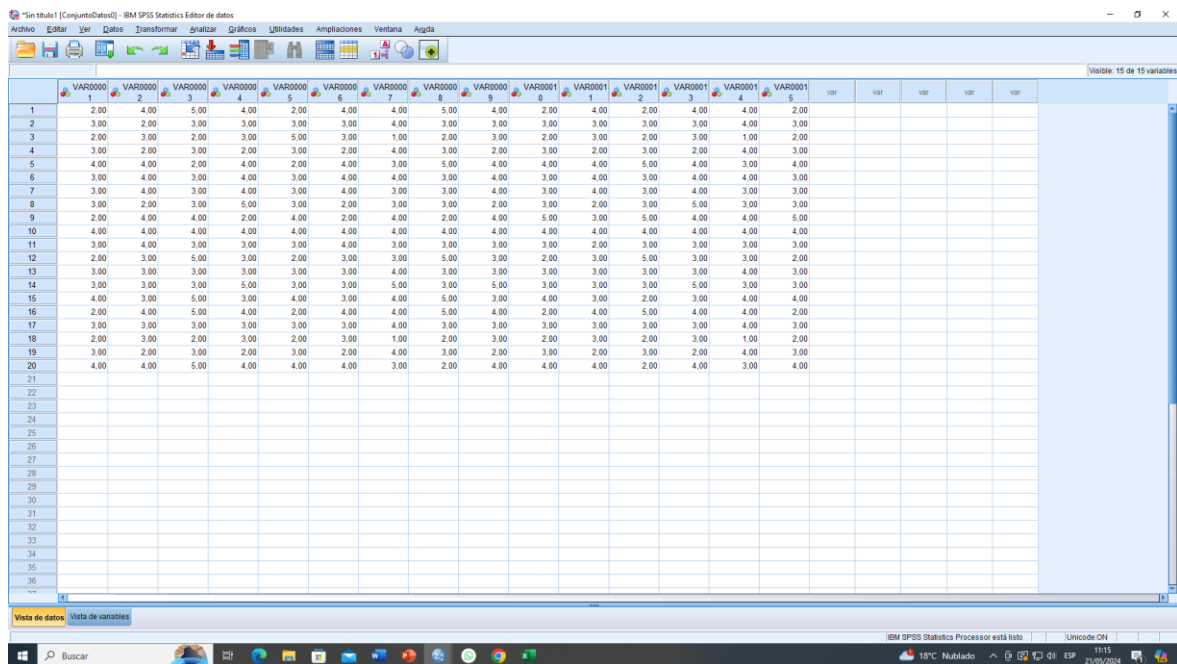 *Sin título1 [ConjuntoDatos0] - IBM SPSS Statistics Editor de datos
Archivo Editar Ver Datos Transformar Analizar Gráficos Utilidades Ampliaciones Ventana Ayuda
Visible: 15 de 15 variables
VAR00001 VAR00002 VAR00003 VAR00004 VAR00005 VAR00006 VAR00007 VAR00008 VAR00009 VAR00010 VAR00011 VAR00012 VAR00013 VAR00014 VAR00015 var var var var var
1 2,00 4,00 5,00 4,00 2,00 4,00 4,00 5,00 4,00 2,00 4,00 2,00 4,00 4,00 2,00
2 3,00 2,00 3,00 3,00 3,00 3,00 4,00 3,00 3,00 3,00 3,00 3,00 3,00 4,00 3,00
3 2,00 3,00 2,00 3,00 5,00 3,00 1,00 2,00 3,00 2,00 3,00 2,00 3,00 1,00 2,00
4 3,00 2,00 3,00 2,00 3,00 2,00 4,00 3,00 2,00 3,00 2,00 3,00 2,00 4,00 3,00
5 4,00 4,00 2,00 4,00 2,00 4,00 3,00 5,00 4,00 4,00 4,00 5,00 4,00 3,00 4,00
6 3,00 4,00 3,00 4,00 3,00 4,00 4,00 3,00 4,00 3,00 4,00 3,00 4,00 4,00 3,00
7 3,00 4,00 3,00 4,00 3,00 4,00 3,00 3,00 4,00 3,00 4,00 3,00 4,00 3,00 3,00
8 3,00 2,00 3,00 5,00 3,00 2,00 3,00 3,00 2,00 3,00 2,00 3,00 5,00 3,00 3,00
9 2,00 4,00 4,00 2,00 4,00 2,00 4,00 2,00 4,00 5,00 3,00 5,00 4,00 4,00 5,00
10 4,00 4,00 4,00 4,00 4,00 4,00 4,00 4,00 4,00 4,00 4,00 4,00 4,00 4,00 4,00
11 3,00 4,00 3,00 3,00 3,00 4,00 3,00 3,00 3,00 3,00 2,00 3,00 3,00 3,00 3,00
12 2,00 3,00 5,00 3,00 2,00 3,00 3,00 5,00 3,00 2,00 3,00 5,00 3,00 3,00 2,00
13 3,00 3,00 3,00 3,00 3,00 3,00 4,00 3,00 3,00 3,00 3,00 3,00 3,00 4,00 3,00
14 3,00 3,00 3,00 5,00 3,00 3,00 5,00 3,00 5,00 3,00 3,00 3,00 5,00 3,00 3,00
15 4,00 3,00 5,00 3,00 4,00 3,00 4,00 5,00 3,00 4,00 3,00 2,00 3,00 4,00 4,00
16 2,00 4,00 5,00 4,00 2,00 4,00 4,00 5,00 4,00 2,00 4,00 5,00 4,00 4,00 2,00
17 3,00 3,00 3,00 3,00 3,00 3,00 4,00 3,00 3,00 3,00 3,00 3,00 3,00 4,00 3,00
18 2,00 3,00 2,00 3,00 2,00 3,00 1,00 2,00 3,00 2,00 3,00 2,00 3,00 1,00 2,00
19 3,00 2,00 3,00 2,00 3,00 2,00 4,00 3,00 2,00 3,00 2,00 3,00 2,00 4,00 3,00
20 4,00 4,00 5,00 4,00 4,00 4,00 3,00 2,00 4,00 4,00 4,00 2,00 4,00 3,00 4,00
21
22
23
24
25
26
27
28
29
30
31
32
33
34
35
36
Vista de datos Vista de variables
IBM SPSS Statistics Processor está listo Unicode:ON
Buscar 18°C Nublado ESP 11:15
21/05/2024